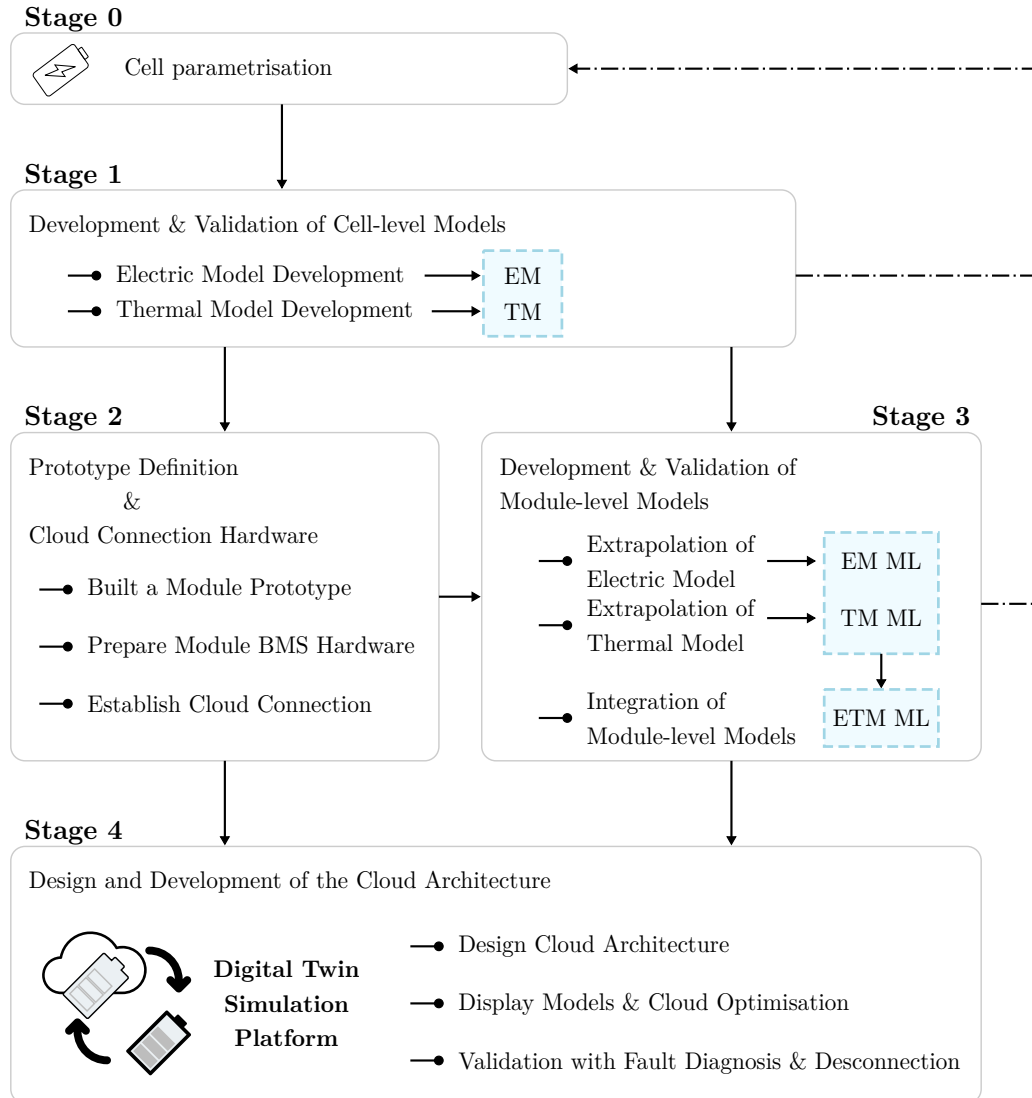 Stage 0
Cell parametrisation
Stage 1
Development & Validation of Cell-level Models
Electric Model Development
EM
Thermal Model Development
TM
Stage 2
Prototype Definition
&
Cloud Connection Hardware
Built a Module Prototype
Prepare Module BMS Hardware
Establish Cloud Connection
Stage 3
Development & Validation of
Module-level Models
Extrapolation of
Electric Model
EM ML
Extrapolation of
Thermal Model
TM ML
Integration of
Module-level Models
ETM ML
Stage 4
Design and Development of the Cloud Architecture
Digital Twin
Simulation
Platform
Design Cloud Architecture
Display Models & Cloud Optimisation
Validation with Fault Diagnosis & Desconnection